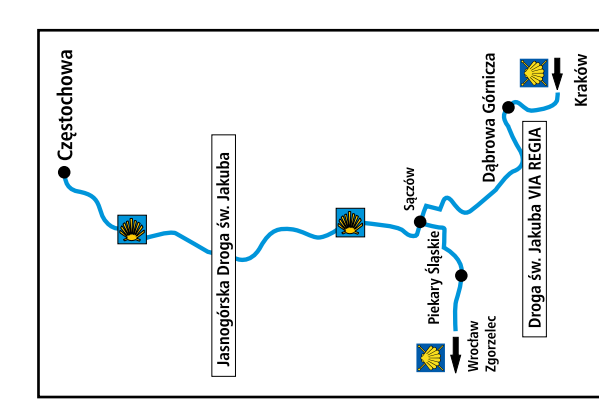 Częstochowa
Jasnogórska Droga św. Jakuba
Sączów
Piekary Śląskie
Wrocław
Zgorzelec
Dąbrowa Górnicza
Droga św. Jakuba VIA REGIA
Kraków